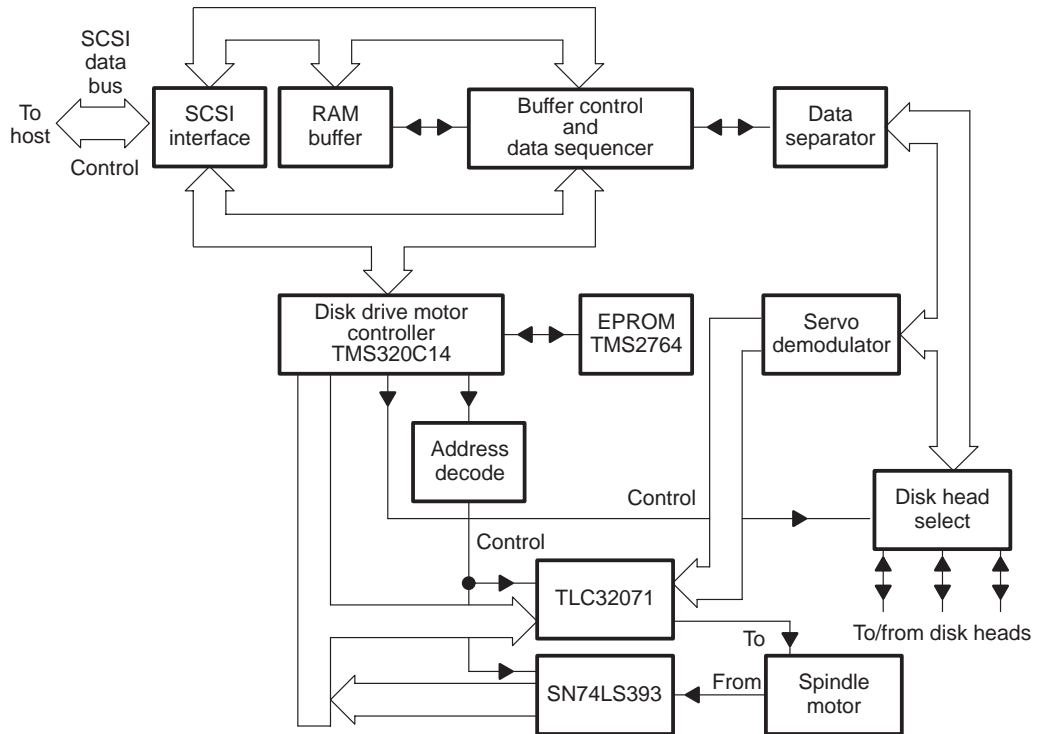 SCSI
data
bus
To
host
Control
SCSI
interface
RAM
buffer
Buffer control
and
data sequencer
Data
separator
Disk drive motor
controller
TMS320C14
EPROM
TMS2764
Servo
demodulator
Address
decode
Control
Disk head
select
Control
TLC32071
To
To/from disk heads
SN74LS393
From
Spindle
motor